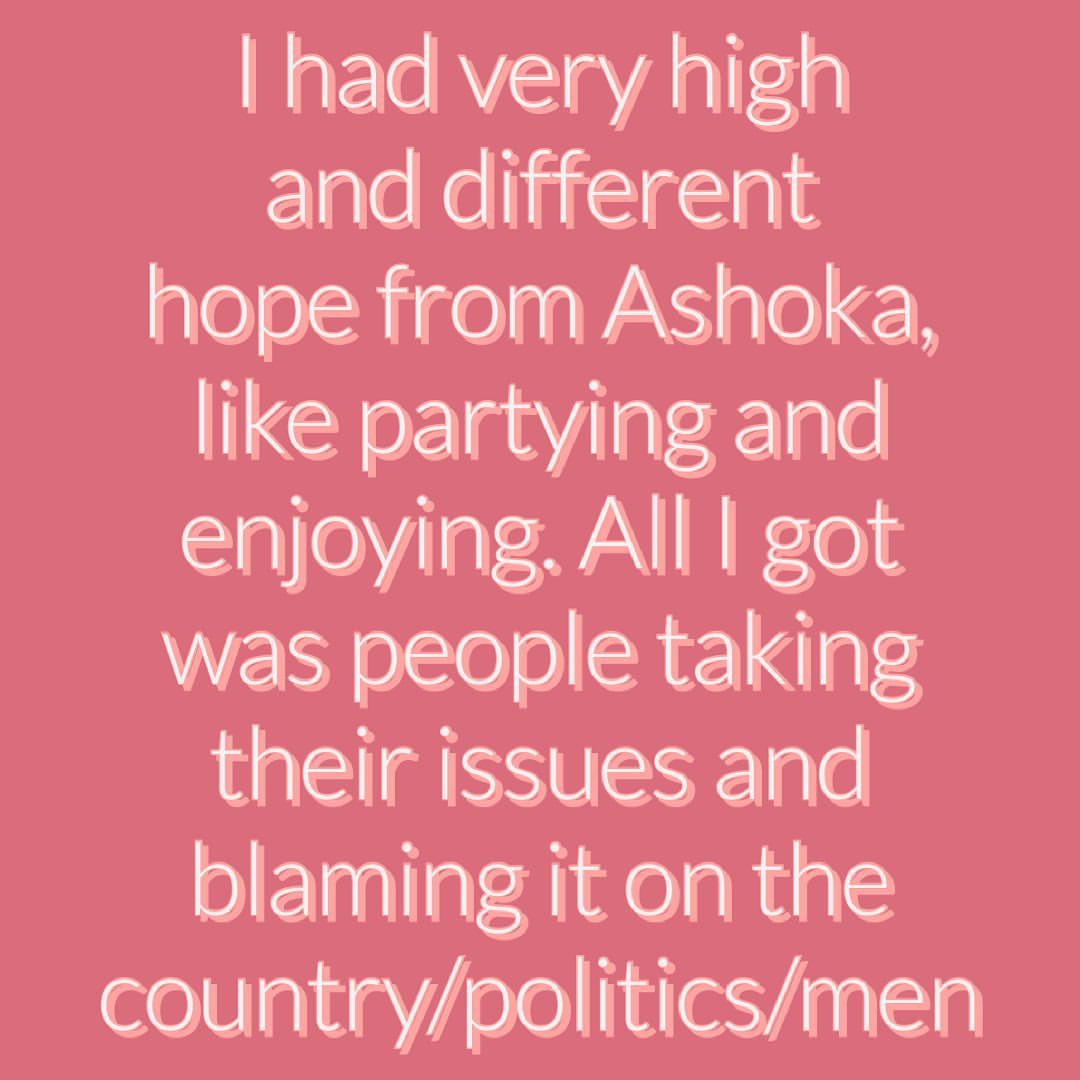 I had very high
and different
hope from Ashoka,
like partying and
enjoying. All I got
was people taking
their issues and
blaming it on the
country/politics/men